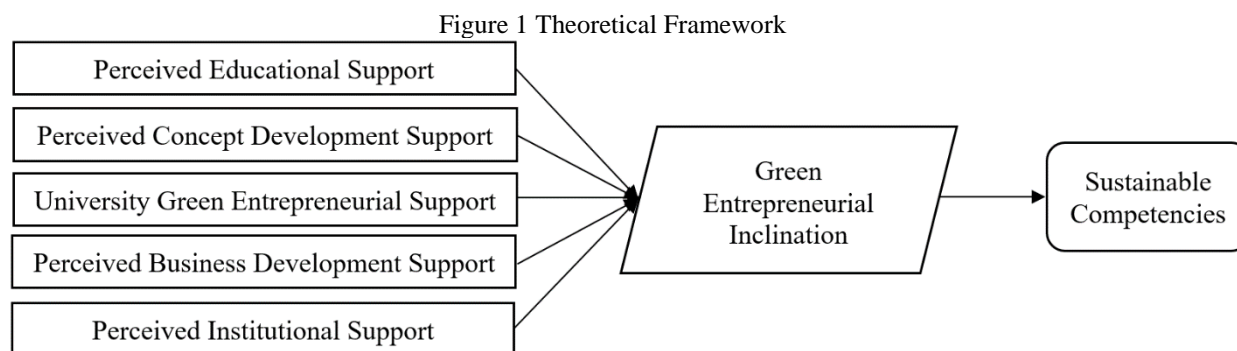 Figure 1 Theoretical Framework
Perceived Educational Support
Perceived Concept Development Support
University Green Entrepreneurial Support
Perceived Business Development Support
Perceived Institutional Support
Green
Entrepreneurial
Inclination
Sustainable
Competencies